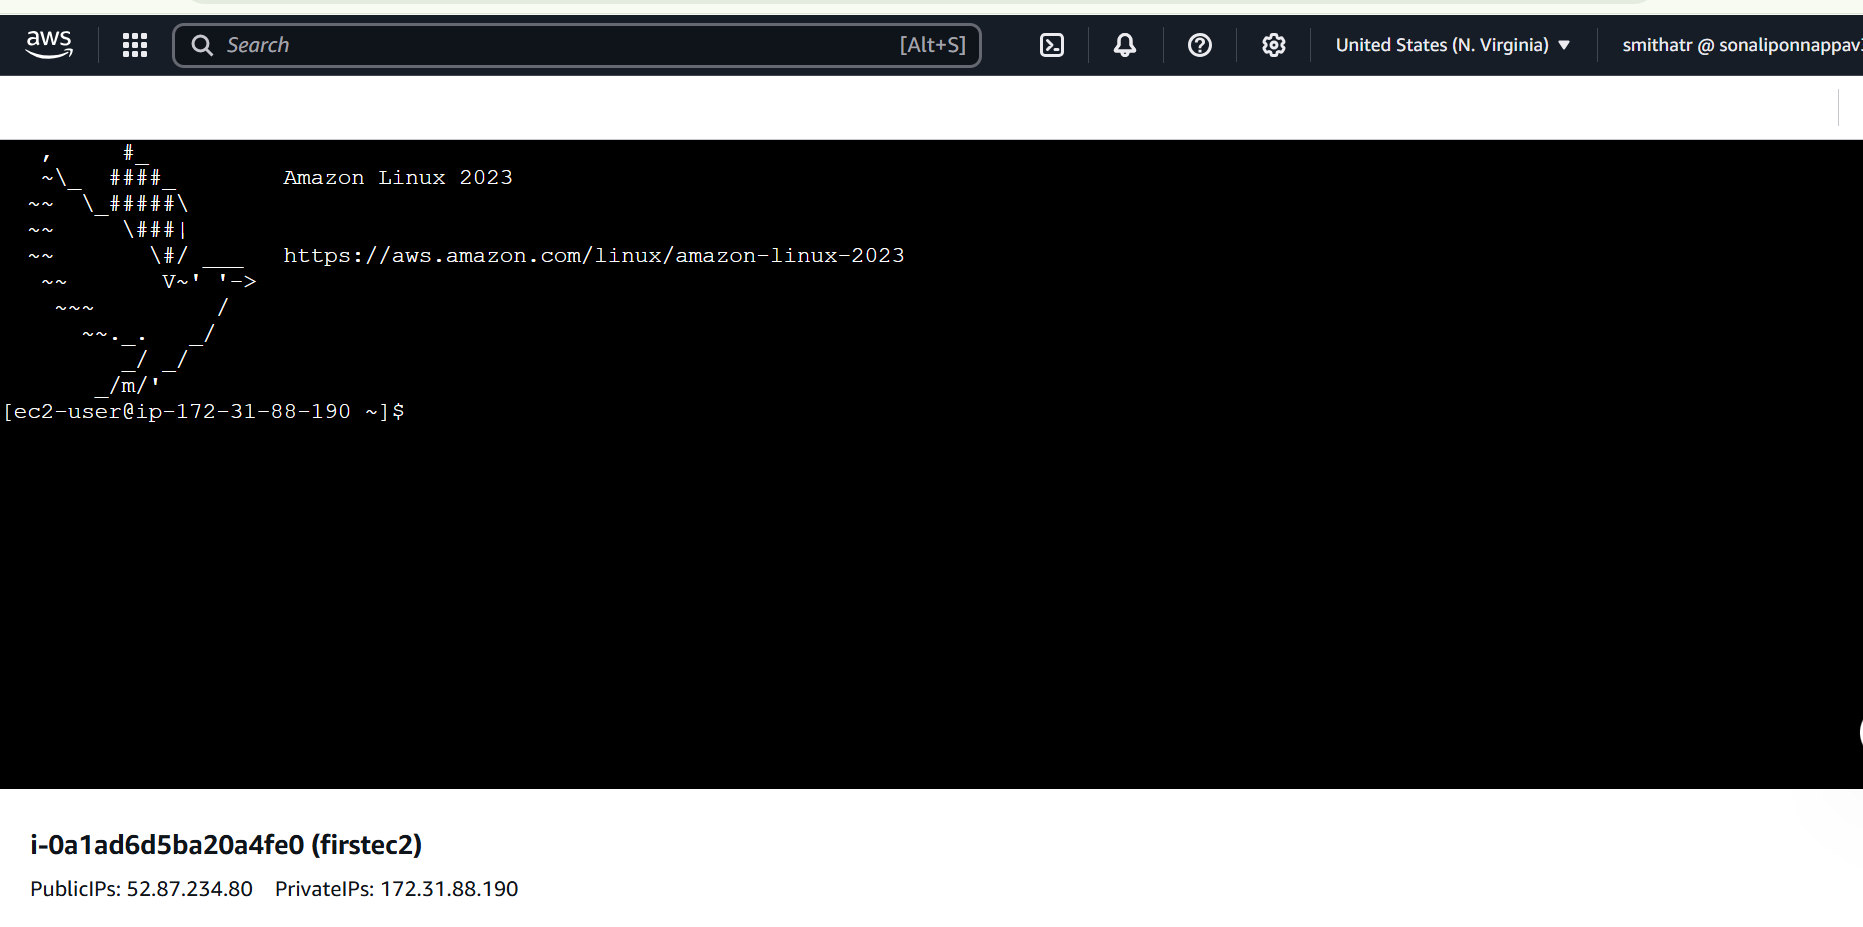 aws Search [Alt+S] United States (N. Virginia) smithatr @ sonaliponnappav
   ,     #_
   ~\_  ####_        Amazon Linux 2023
  ~~  \_#####\
  ~~     \###|
  ~~       \#/ ___   https://aws.amazon.com/linux/amazon-linux-2023
   ~~       V~' '->
    ~~~         /
      ~~._.   _/
         _/ _/
       _/m/'
[ec2-user@ip-172-31-88-190 ~]$
i-0a1ad6d5ba20a4fe0 (firstec2)
PublicIPs: 52.87.234.80 PrivateIPs: 172.31.88.190